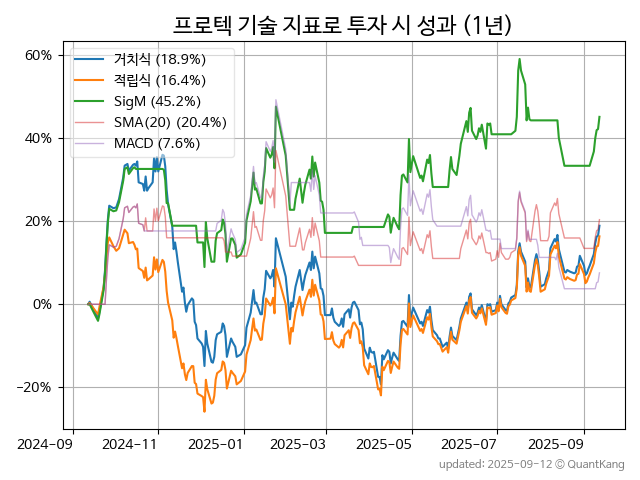 프로텍 기술 지표로 투자 시 성과 (1년)
거치식 (18.9%)
적립식 (16.4%)
SigM (45.2%)
SMA(20) (20.4%)
MACD (7.6%)
60%
40%
20%
0%
−20%
2024-09
2024-11
2025-01
2025-03
2025-05
2025-07
2025-09
updated: 2025-09-12 © QuantKang